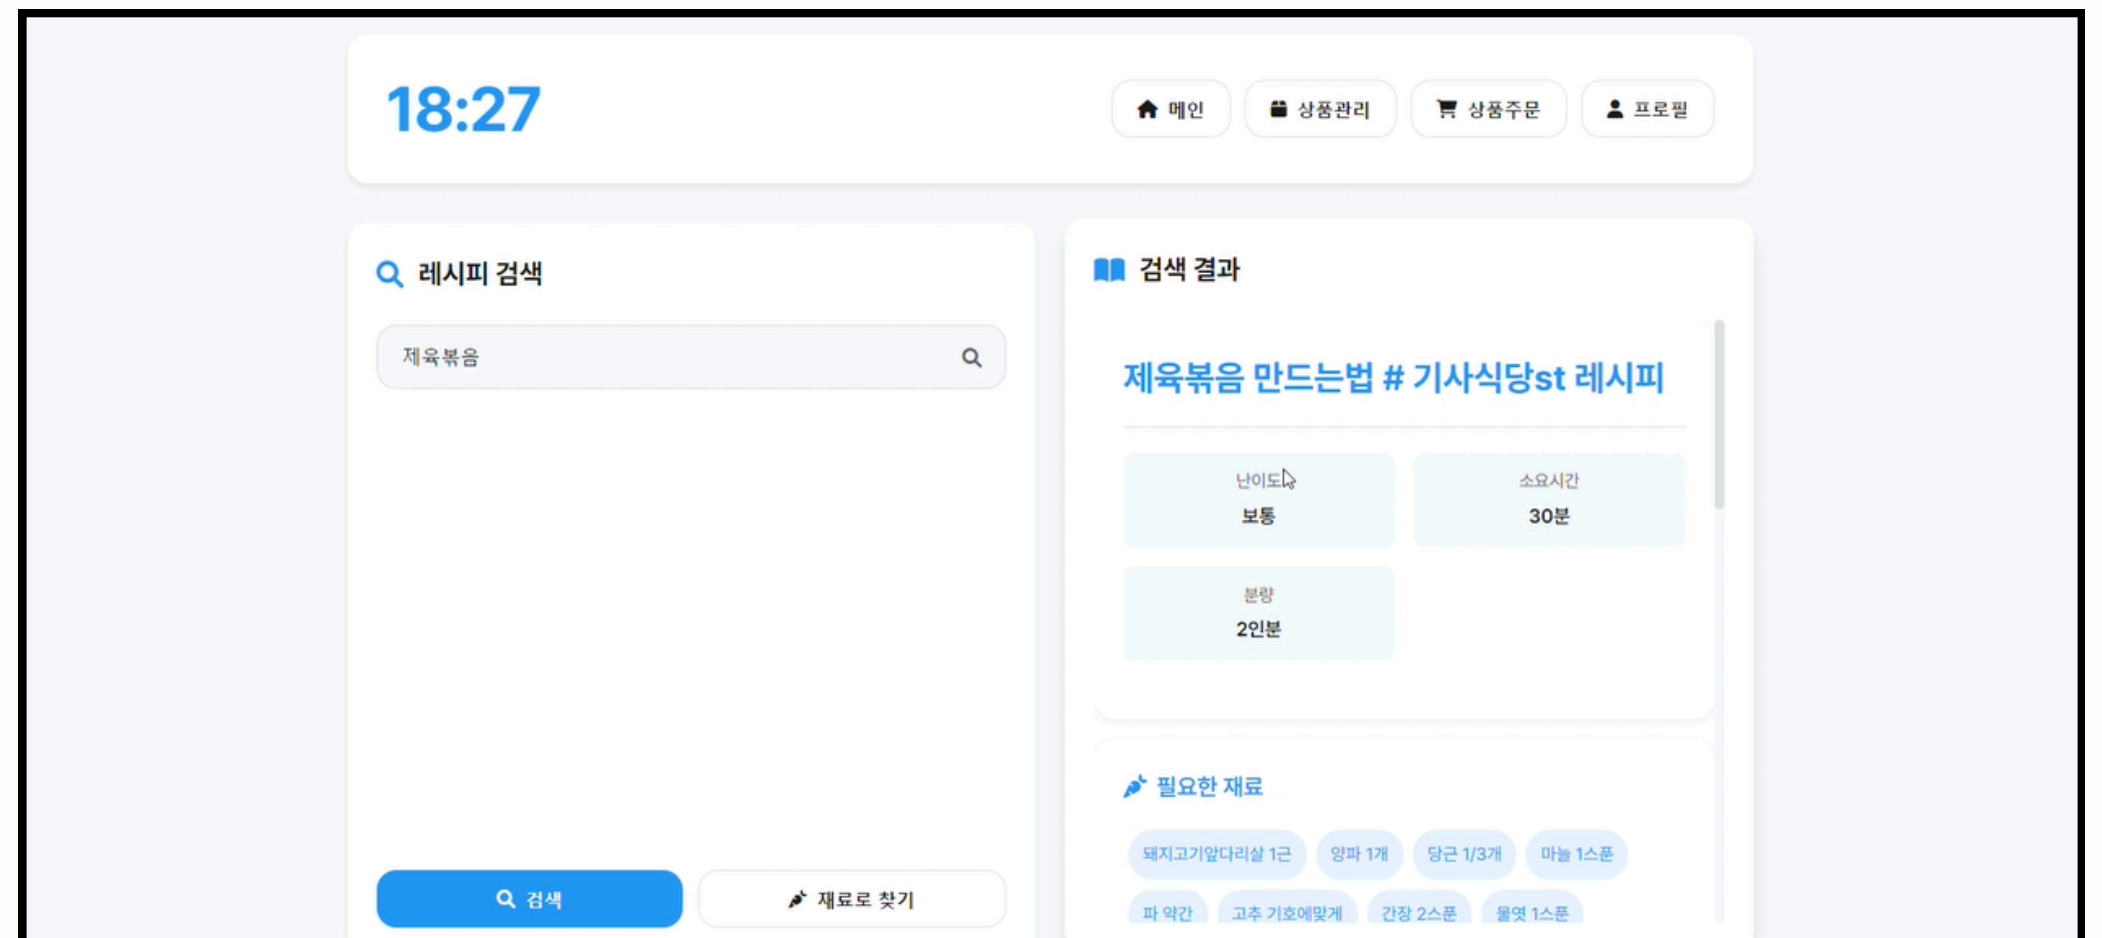 18:27
메인 상품관리 상품주문 프로필
레시피 검색
제육볶음
검색
재료로 찾기
검색 결과
제육볶음 만드는법 # 기사식당st 레시피
난이도
보통
소요시간
30분
분량
2인분
필요한 재료
돼지고기앞다리살 1근 양파 1개 당근 1/3개 마늘 1스푼
파 약간 고추 기호에맞게 간장 2스푼 물엿 1스푼